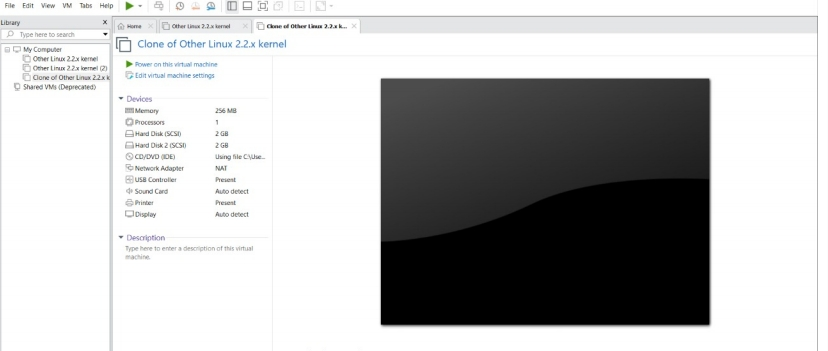 File Edit View VM Tabs Help
Library X
Type here to search
My Computer
Other Linux 2.2.x kernel
Other Linux 2.2.x kernel (2)
Clone of Other Linux 2.2.x k
Shared VMs (Deprecated)
Home Other Linux 2.2.x kernel Clone of Other Linux 2.2.x k...
Clone of Other Linux 2.2.x kernel
Power on this virtual machine
Edit virtual machine settings
Devices
Memory 256 MB
Processors 1
Hard Disk (SCSI) 2 GB
Hard Disk 2 (SCSI) 2 GB
CD/DVD (IDE) Using file C:\Use...
Network Adapter NAT
USB Controller Present
Sound Card Auto detect
Printer Present
Display Auto detect
Description
Type here to enter a description of this virtual
machine.